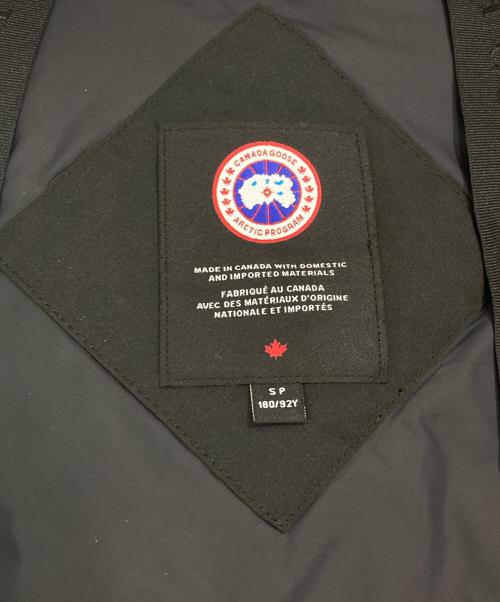 CANADA GOOSE
ARCTIC PROGRAM
MADE IN CANADA WITH DOMESTIC
AND IMPORTED MATERIALS
FABRIQUÉ AU CANADA
AVEC DES MATÉRIAUX D'ORIGINE
NATIONALE ET IMPORTÉS
S P
180/92Y